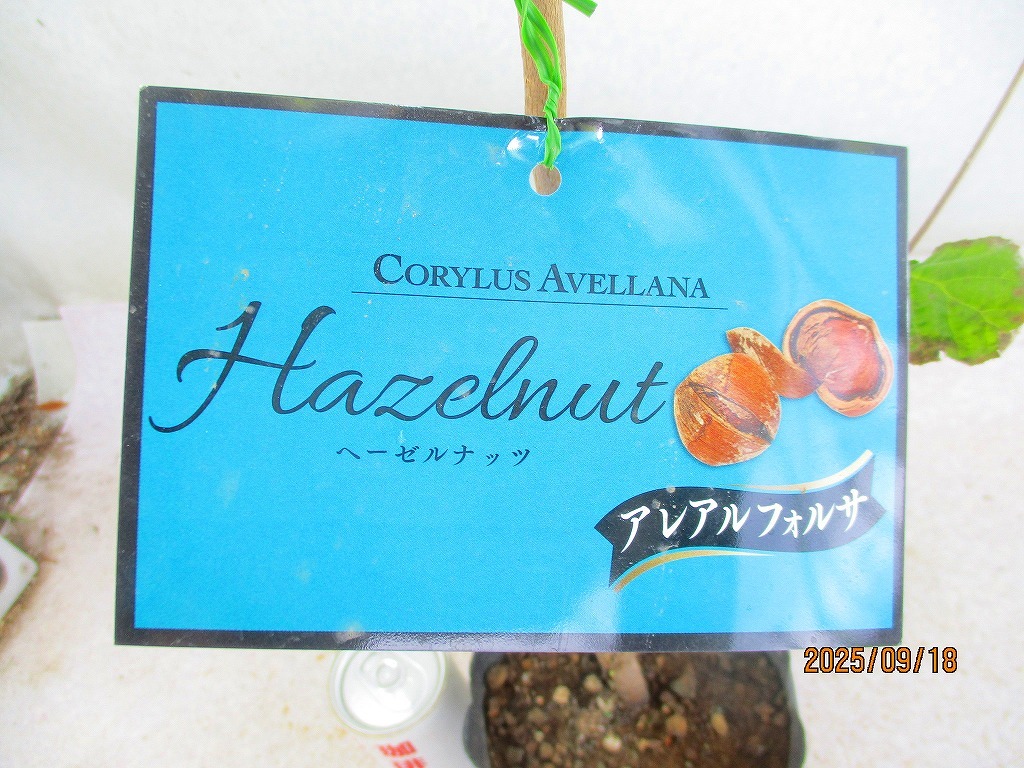 CORYLUS AVELLANA
Hazelnut
ヘーゼルナッツ
アレアルフォルサ
2025/09/18